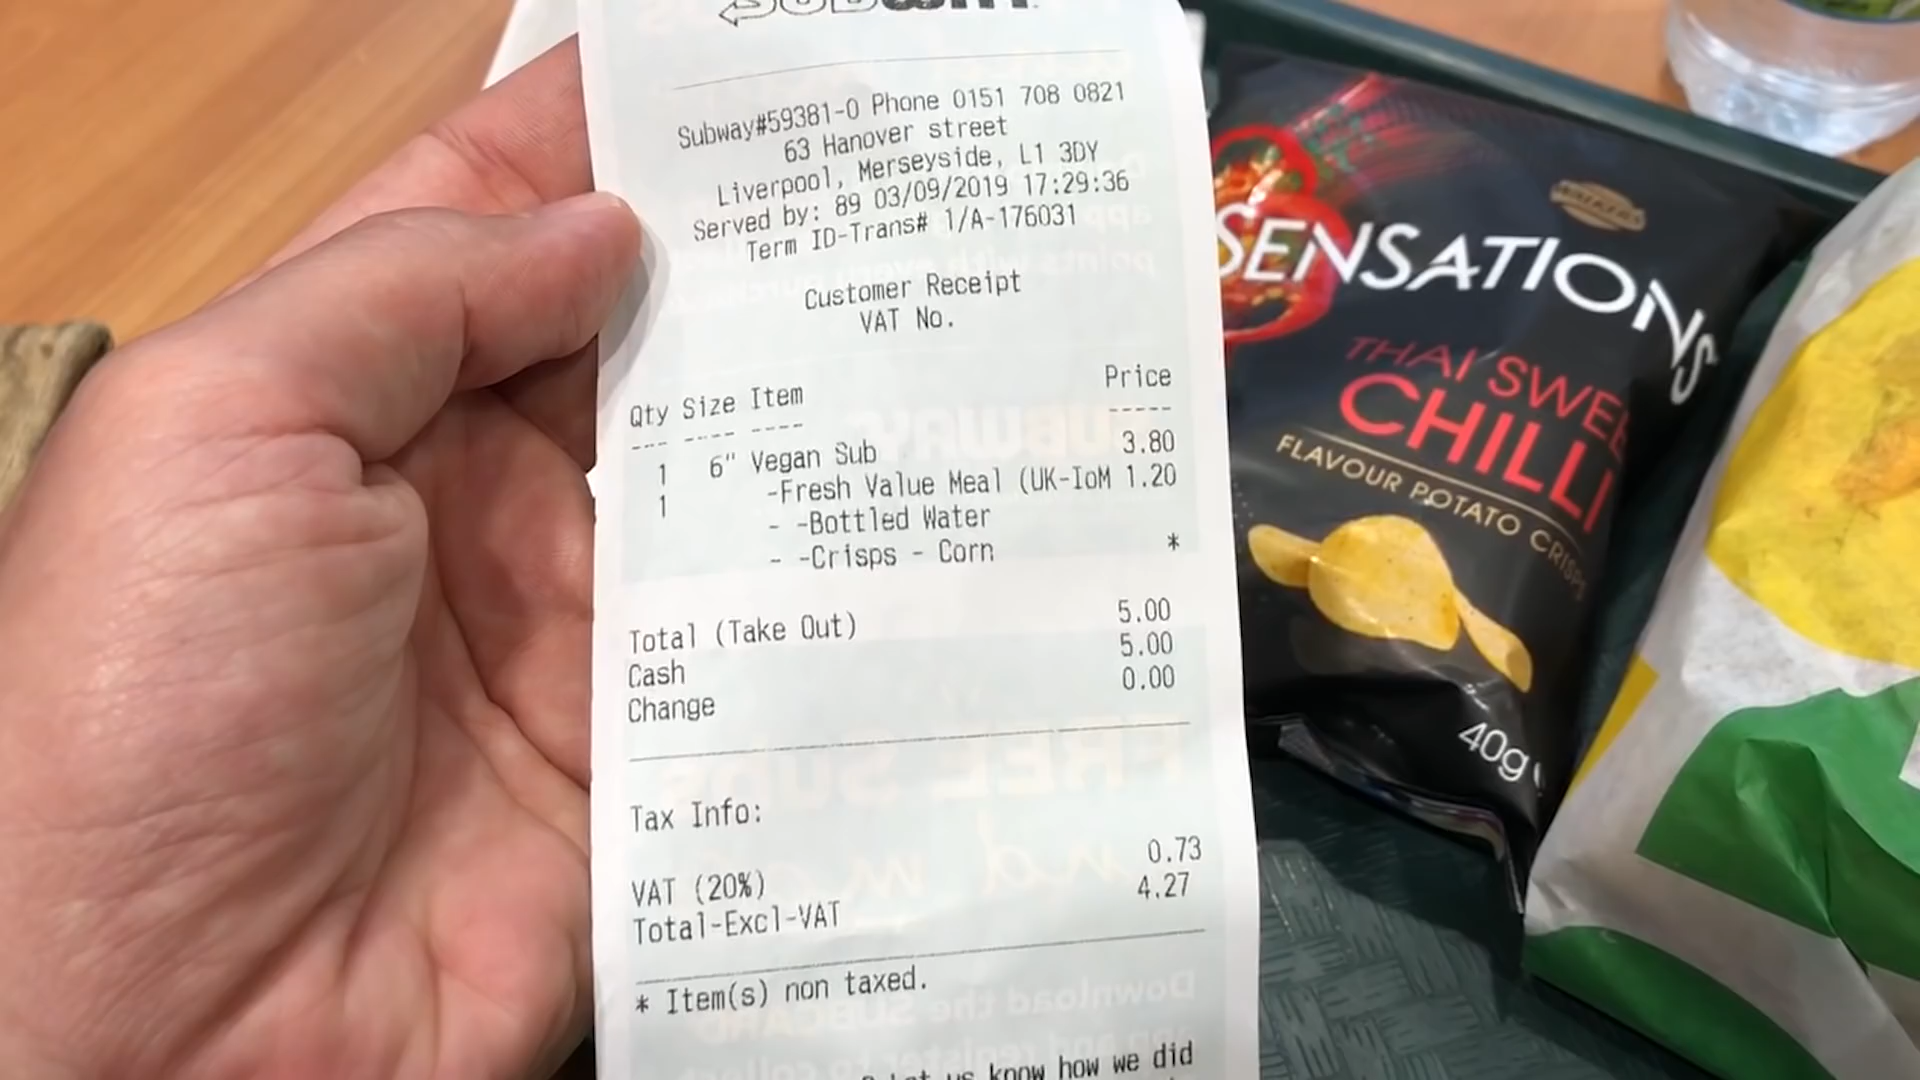 SUBWAY
Subway#59381-0 Phone 0151 708 0821
63 Hanover street
Liverpool, Merseyside, L1 3DY
Served by: 89 03/09/2019 17:29:36
Term ID-Trans# 1/A-176031
Customer Receipt
VAT No.
Qty Size Item Price
--- ---- ---- -----
1 6" Vegan Sub 3.80
1 -Fresh Value Meal (UK-IoM 1.20
- -Bottled Water
- -Crisps - Corn *
Total (Take Out) 5.00
Cash 5.00
Change 0.00
Tax Info:
VAT (20%) 0.73
Total-Excl-VAT 4.27
* Item(s) non taxed.
us know how we did
WALKERS
SENSATIONS
THAI SWEE
CHILLI
FLAVOUR POTATO CRISPS
40g